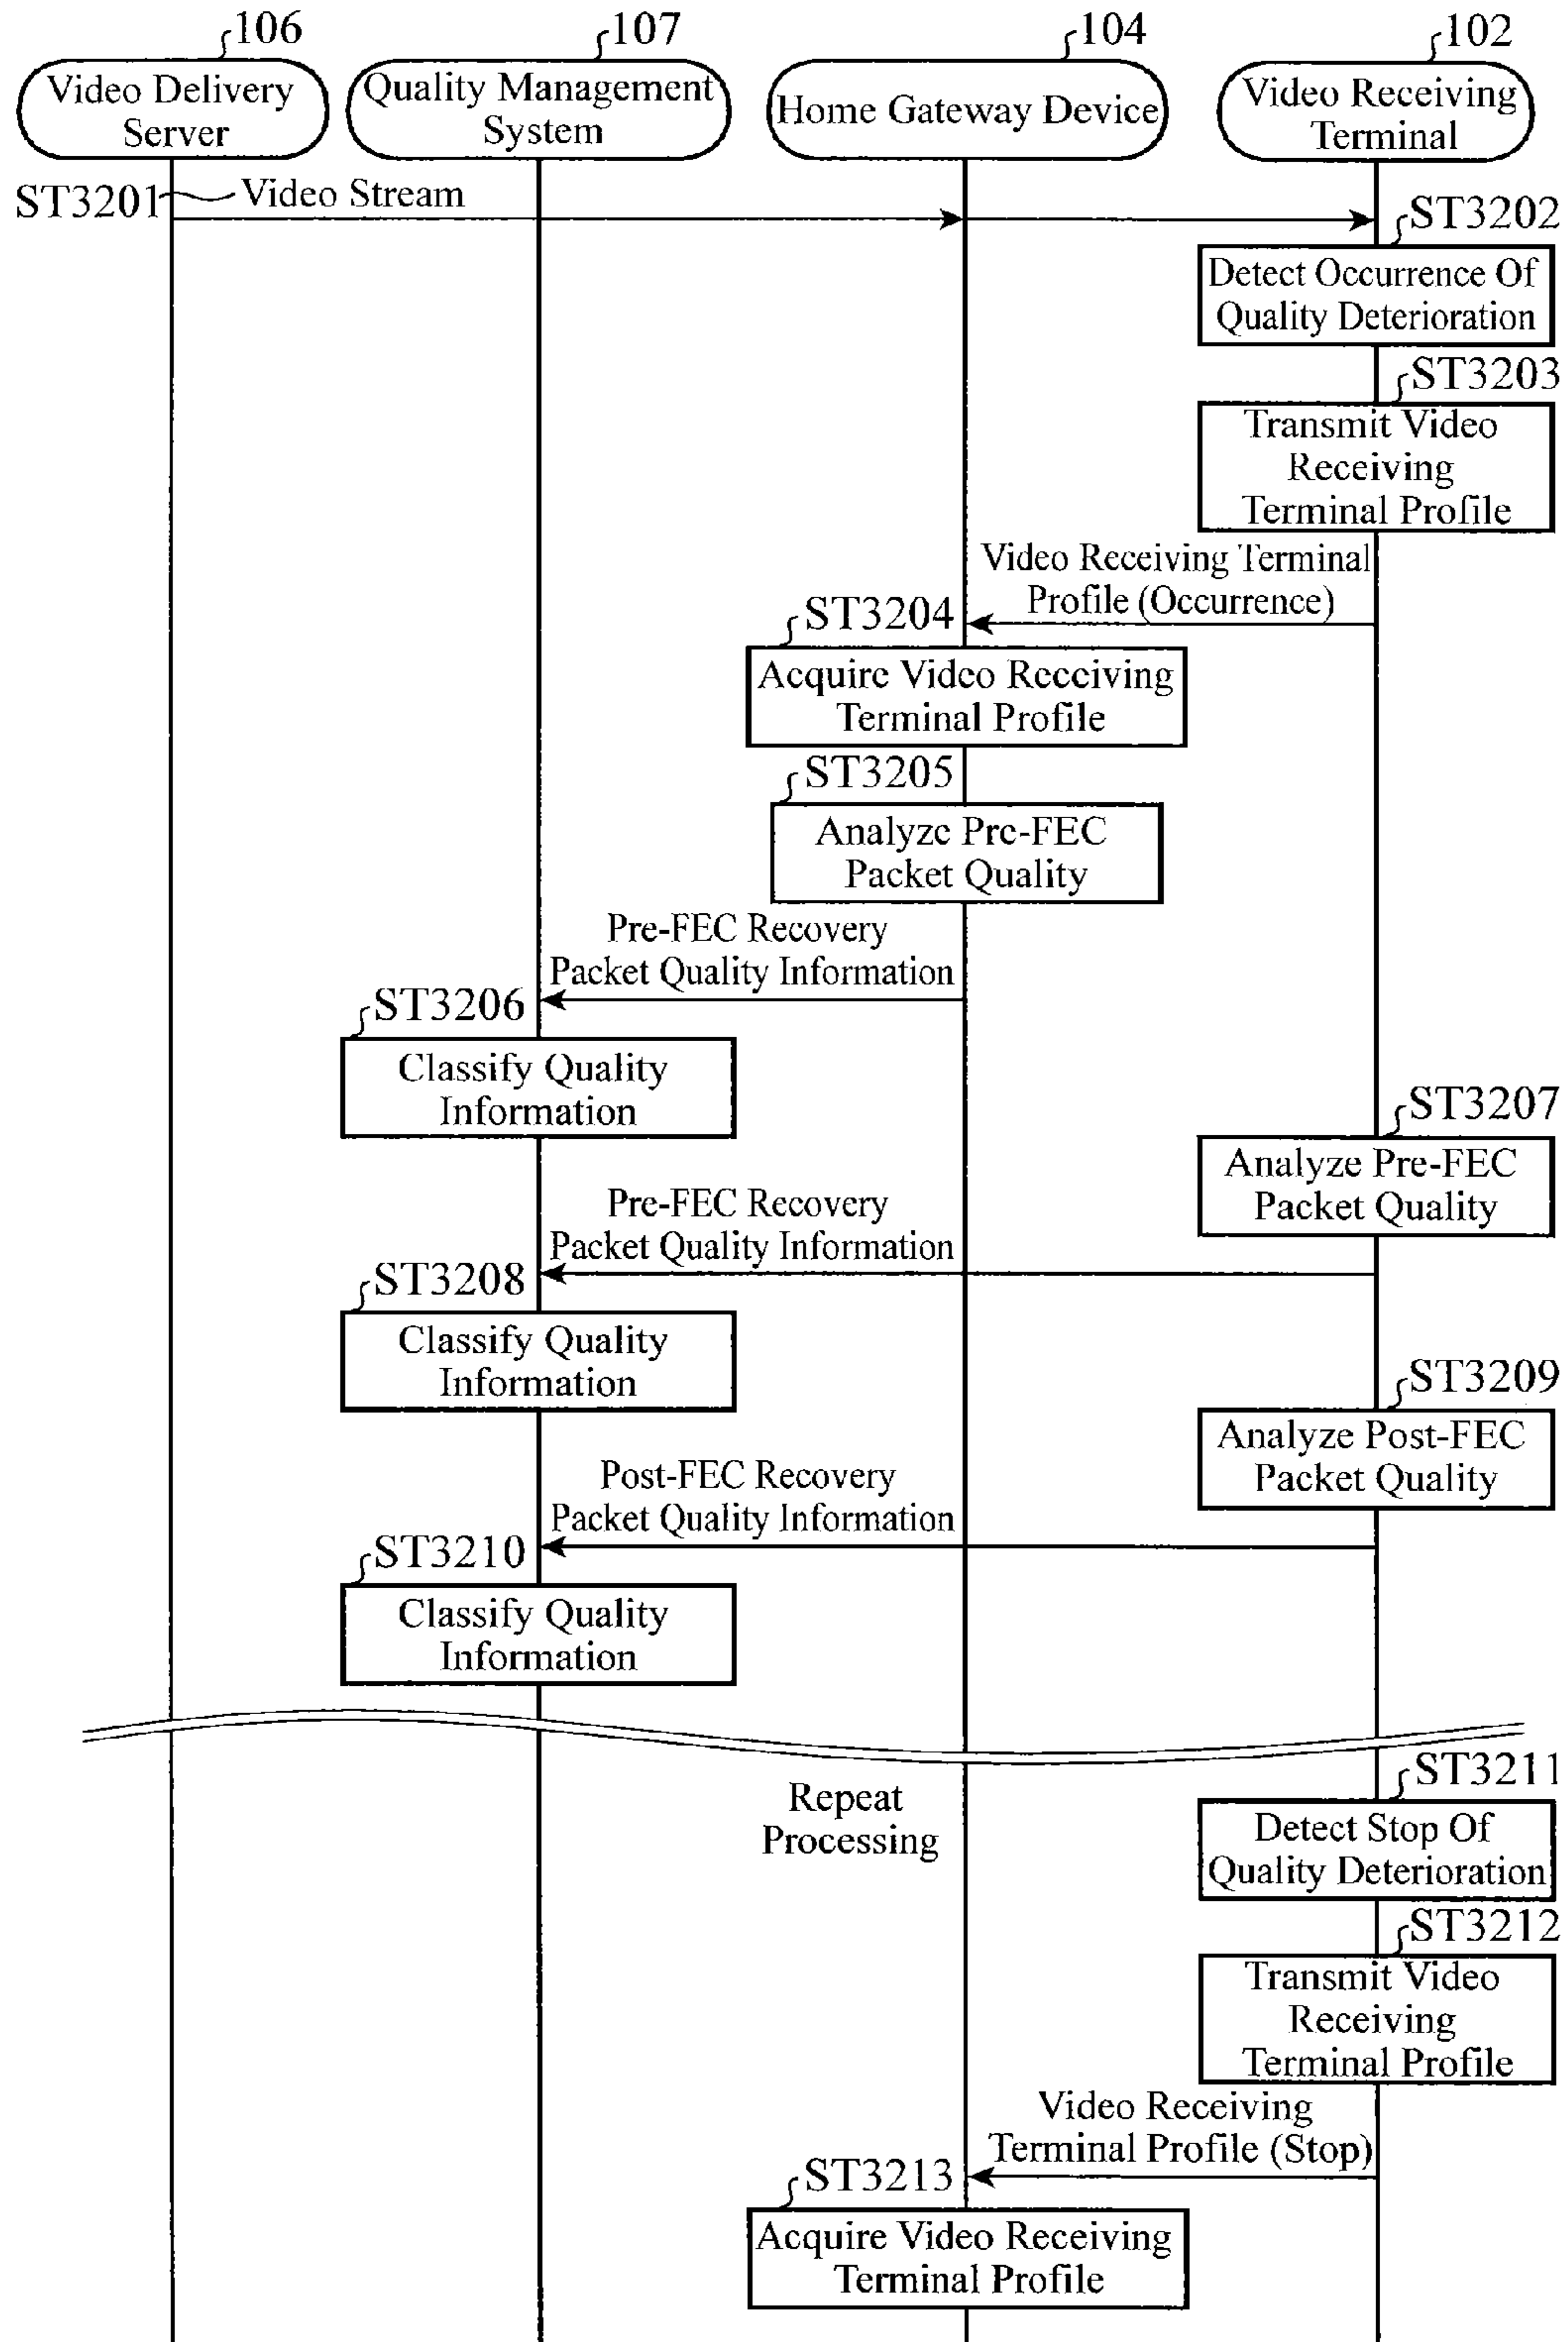 106
107
104
102
Video Delivery
Server
Quality Management
System
Home Gateway Device
Video Receiving
Terminal
ST3201
Video Stream
ST3202
Detect Occurrence Of
Quality Deterioration
ST3203
Transmit Video
Receiving
Terminal Profile
Video Receiving Terminal
Profile (Occurrence)
ST3204
Acquire Video Receiving
Terminal Profile
ST3205
Analyze Pre-FEC
Packet Quality
Pre-FEC Recovery
Packet Quality Information
ST3206
Classify Quality
Information
ST3207
Analyze Pre-FEC
Packet Quality
Pre-FEC Recovery
Packet Quality Information
ST3208
Classify Quality
Information
ST3209
Analyze Post-FEC
Packet Quality
Post-FEC Recovery
Packet Quality Information
ST3210
Classify Quality
Information
Repeat
Processing
ST3211
Detect Stop Of
Quality Deterioration
ST3212
Transmit Video
Receiving
Terminal Profile
Video Receiving
Terminal Profile (Stop)
ST3213
Acquire Video Receiving
Terminal Profile